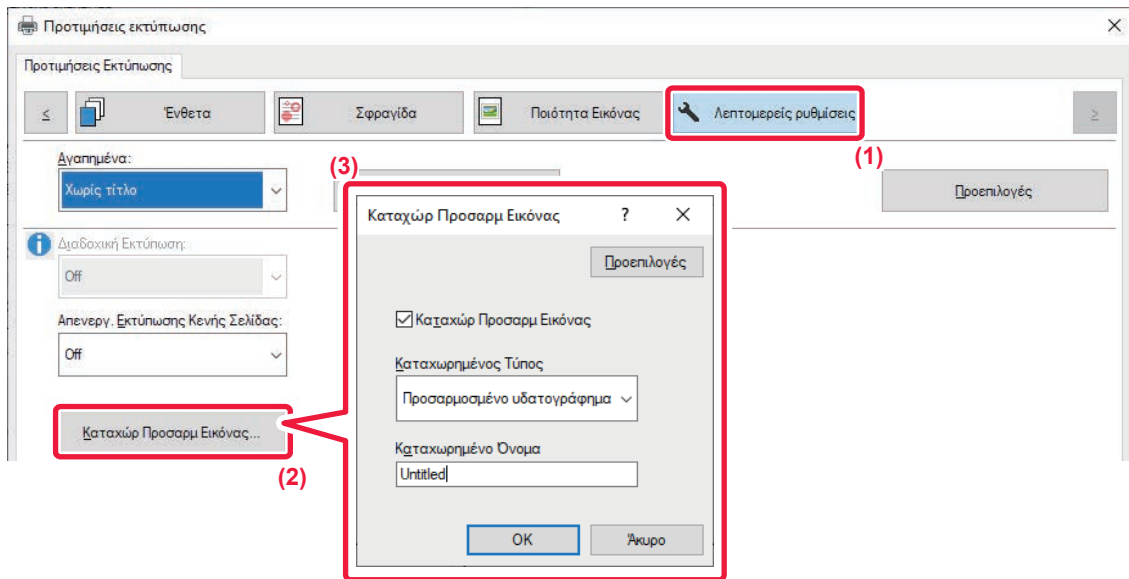 Προτιμήσεις εκτύπωσης
Προτιμήσεις Εκτύπωσης
≤ Ένθετα Σφραγίδα Ποιότητα Εικόνας Λεπτομερείς ρυθμίσεις ≥
(1)
Αγαπημένα:
(3)
Χωρίς τίτλο
Προεπιλογές
Καταχώρ Προσαρμ Εικόνας ? ×
Προεπιλογές
Διαδοχική Εκτύπωση:
Off
Απενεργ. Εκτύπωσης Κενής Σελίδας:
Off
Καταχώρ Προσαρμ Εικόνας
Καταχωρημένος Τύπος
Προσαρμοσμένο υδατογράφημα
Καταχώρ Προσαρμ Εικόνας...
(2)
Καταχωρημένο Όνομα
Untitled
OK Άκυρο